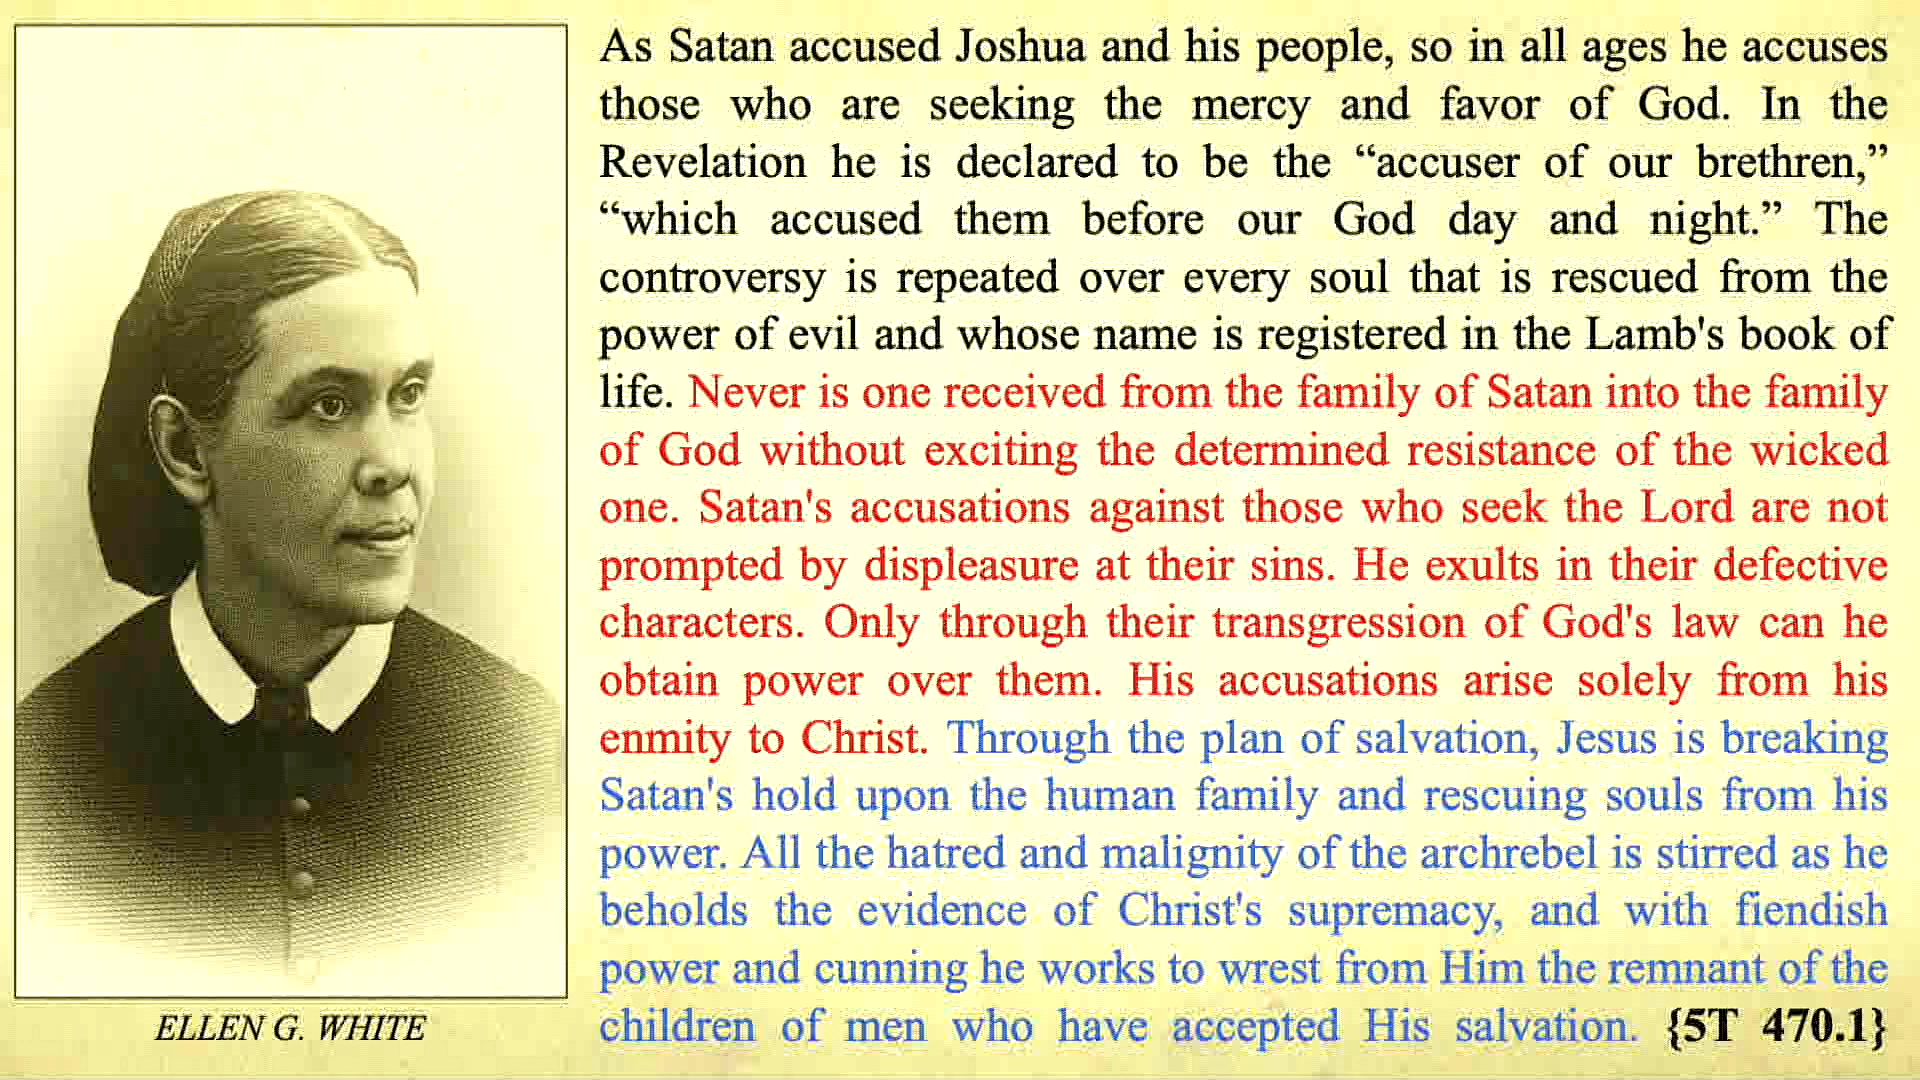 As Satan accused Joshua and his people, so in all ages he accuses
those who are seeking the mercy and favor of God. In the
Revelation he is declared to be the “accuser of our brethren,”
“which accused them before our God day and night.” The
controversy is repeated over every soul that is rescued from the
power of evil and whose name is registered in the Lamb's book of
life. Never is one received from the family of Satan into the family
of God without exciting the determined resistance of the wicked
one. Satan's accusations against those who seek the Lord are not
prompted by displeasure at their sins. He exults in their defective
characters. Only through their transgression of God's law can he
obtain power over them. His accusations arise solely from his
enmity to Christ. Through the plan of salvation, Jesus is breaking
Satan's hold upon the human family and rescuing souls from his
power. All the hatred and malignity of the archrebel is stirred as he
beholds the evidence of Christ's supremacy, and with fiendish
power and cunning he works to wrest from Him the remnant of the
children of men who have accepted His salvation. {5T 470.1}
ELLEN G. WHITE